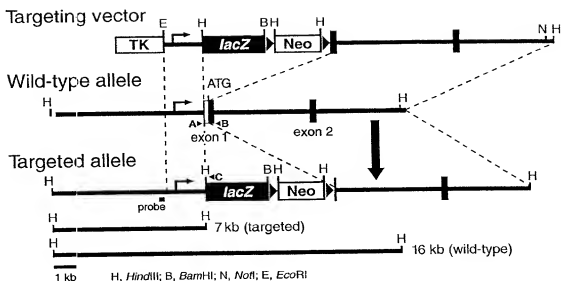 Targeting vector
E H B H H N H
TK lacZ Neo
Wild-type allele
H ATG H
A B
exon 1 exon 2
Targeted allele
H H C B H H H
lacZ Neo
probe
H H 7 kb (targeted)
H H 16 kb (wild-type)
1 kb H, HindIII; B, BamHI; N, NotI; E, EcoRI